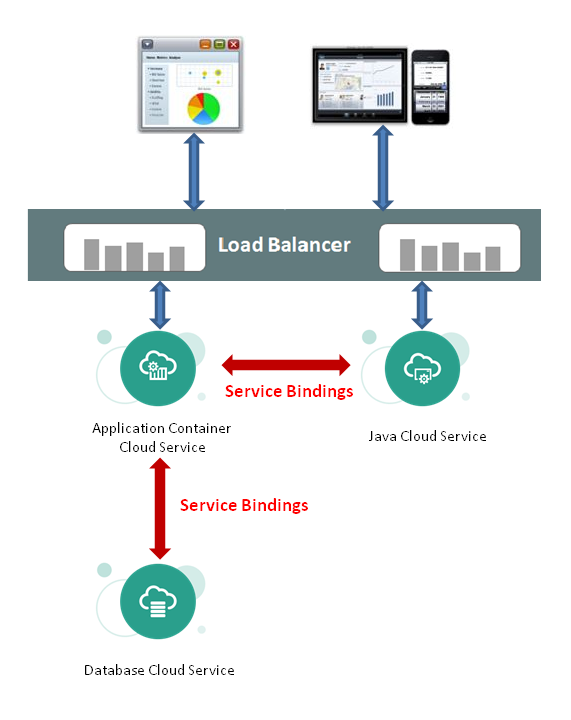 Load Balancer
Service Bindings
Application Container
Cloud Service
Java Cloud Service
Service Bindings
Database Cloud Service